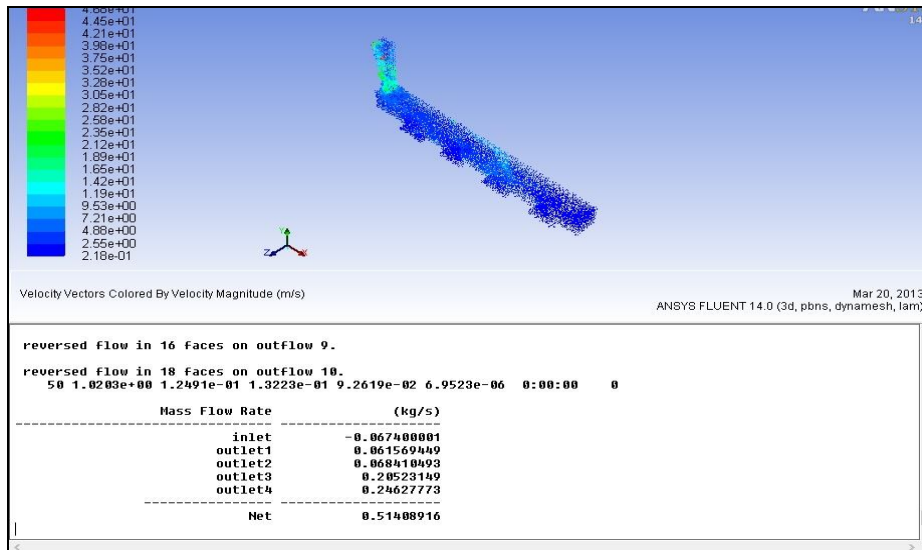 4.68e+01
4.45e+01
4.21e+01
3.98e+01
3.75e+01
3.52e+01
3.28e+01
3.05e+01
2.82e+01
2.58e+01
2.35e+01
2.12e+01
1.89e+01
1.65e+01
1.42e+01
1.19e+01
9.53e+00
7.21e+00
4.88e+00
2.55e+00
2.18e-01
14
Y
Z X
Velocity Vectors Colored By Velocity Magnitude (m/s)
Mar 20, 2013
ANSYS FLUENT 14.0 (3d, pbns, dynamesh, lam)
reversed flow in 16 faces on outflow 9.
reversed flow in 18 faces on outflow 10.
50 1.0203e+00 1.2491e-01 1.3223e-01 9.2619e-02 6.9523e-06 0:00:00 0
Mass Flow Rate (kg/s)
-------------------------------- --------------------
inlet -0.067400001
outlet1 0.061569449
outlet2 0.068410493
outlet3 0.20523149
outlet4 0.24627773
---------------- --------------------
Net 0.51408916